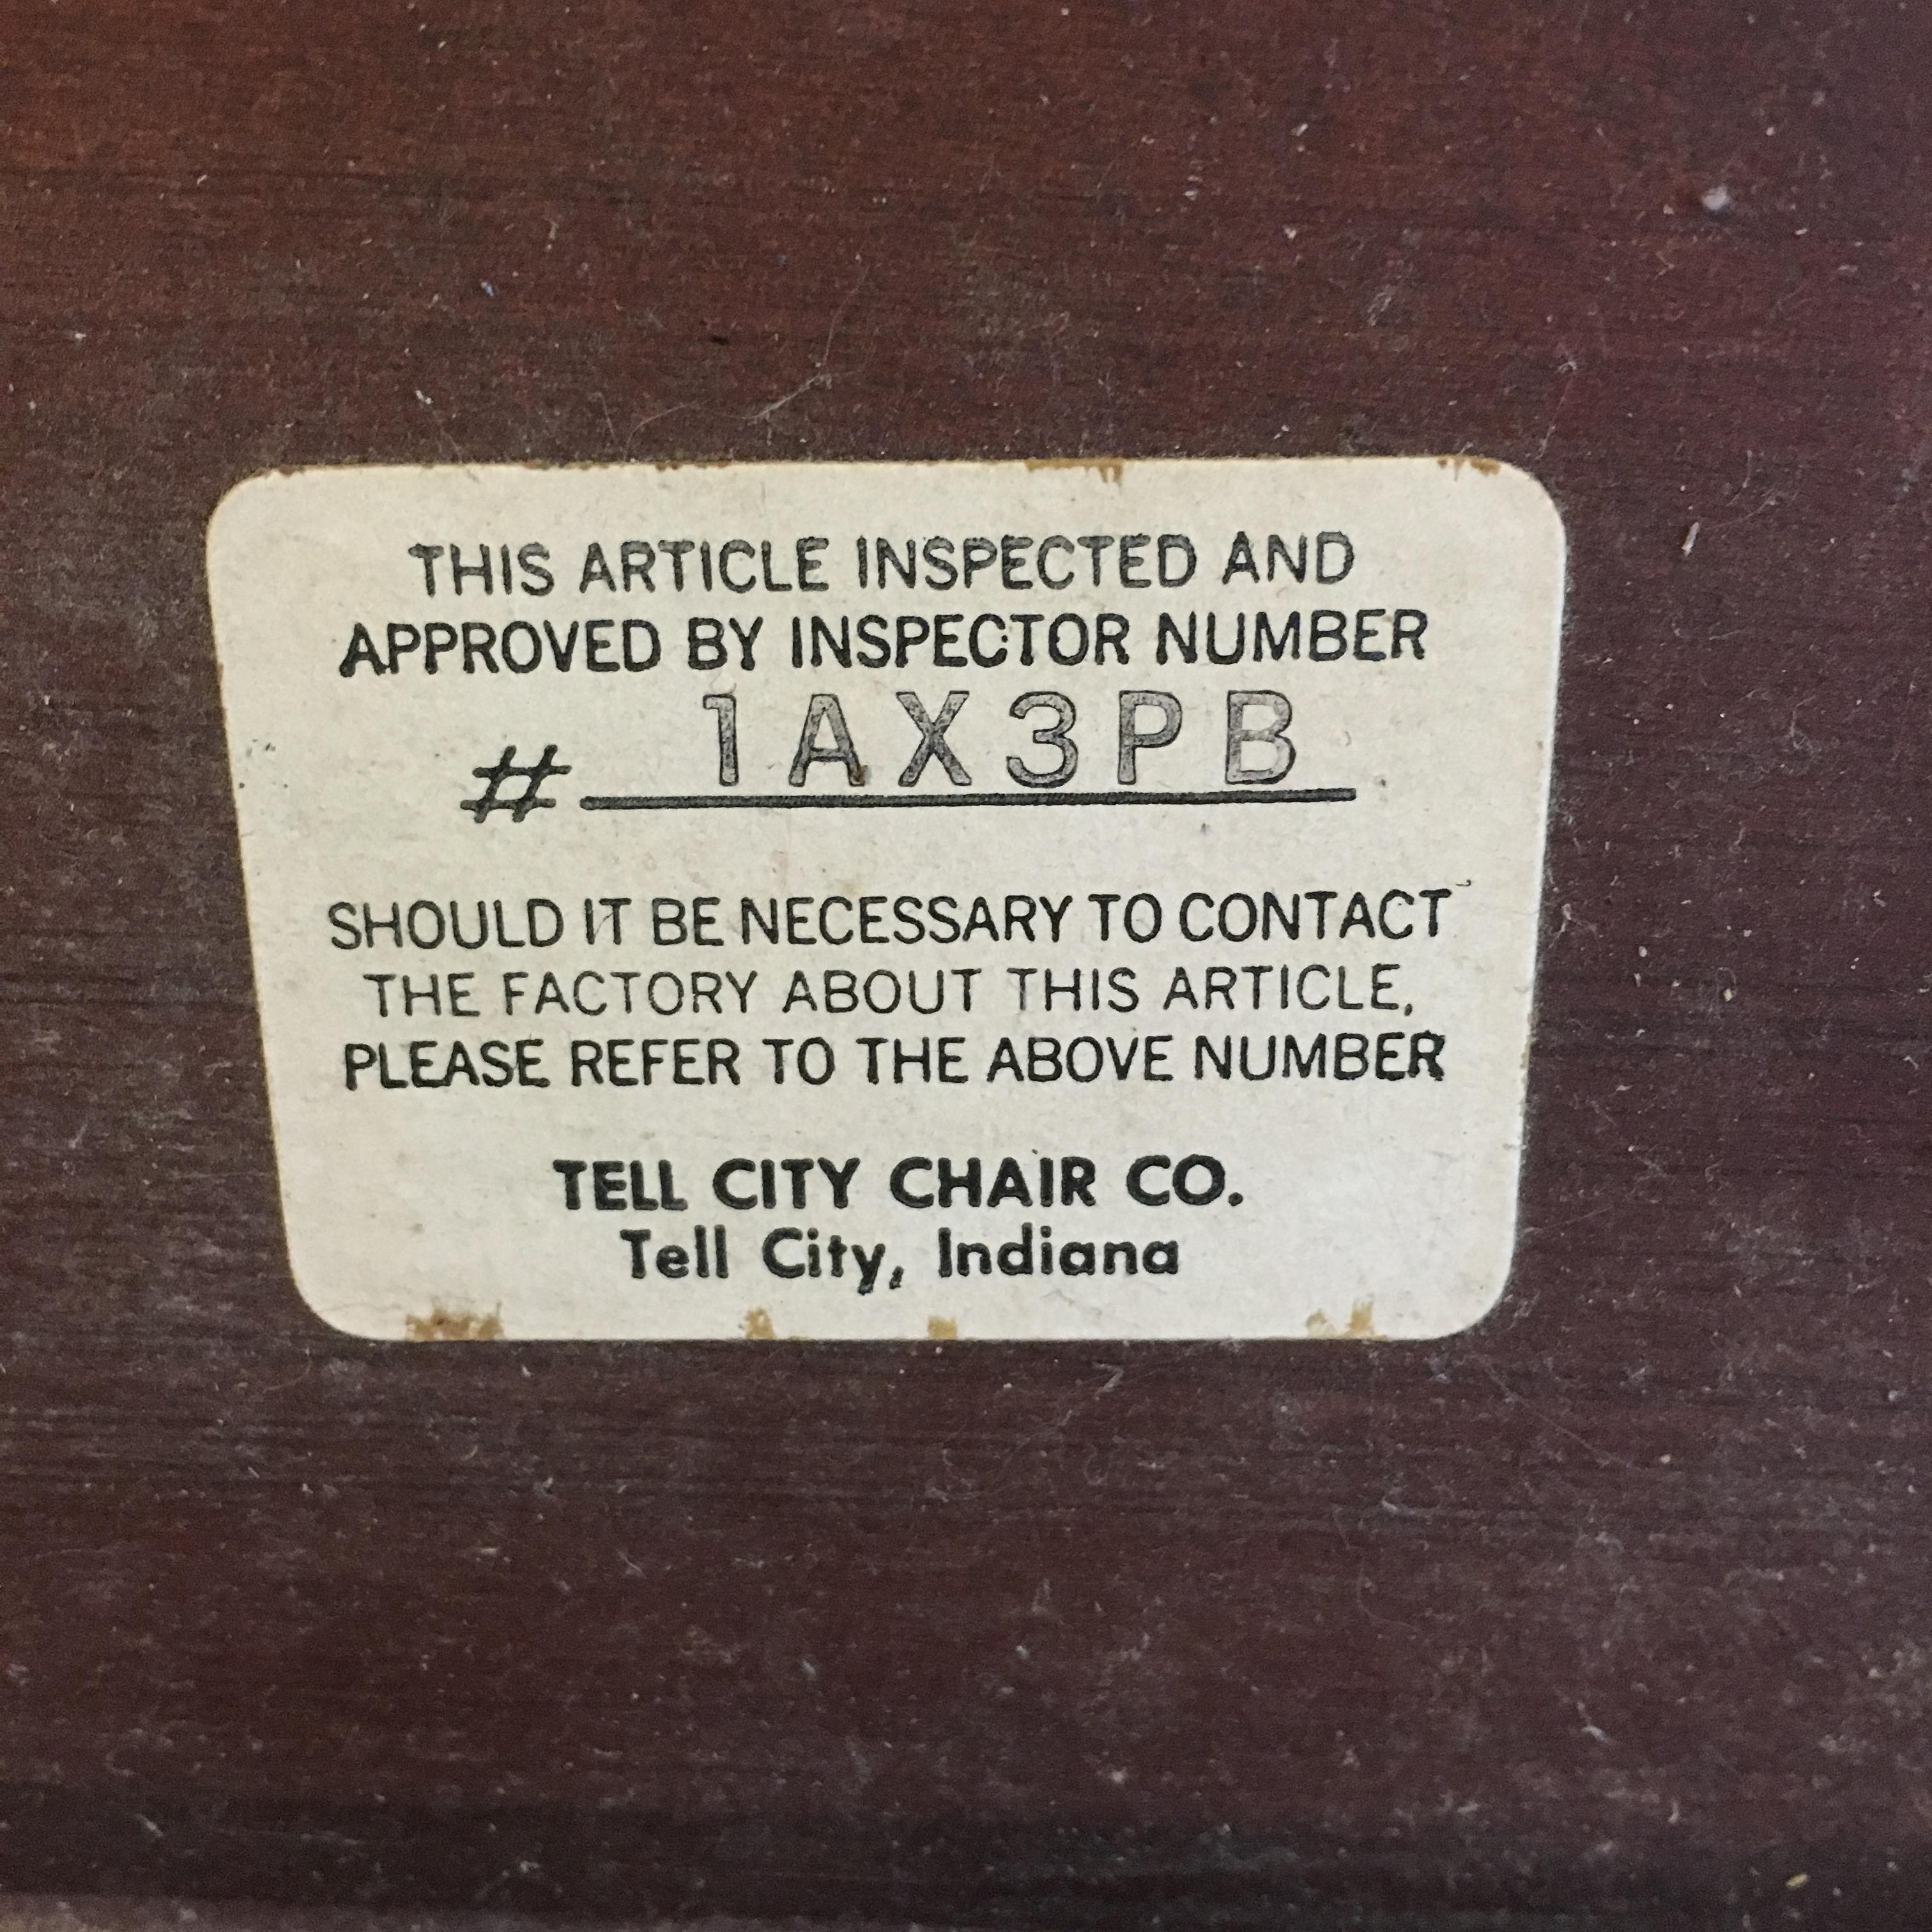 THIS ARTICLE INSPECTED AND
APPROVED BY INSPECTOR NUMBER
# 1AX3PB
SHOULD IT BE NECESSARY TO CONTACT
THE FACTORY ABOUT THIS ARTICLE,
PLEASE REFER TO THE ABOVE NUMBER
TELL CITY CHAIR CO.
Tell City, Indiana